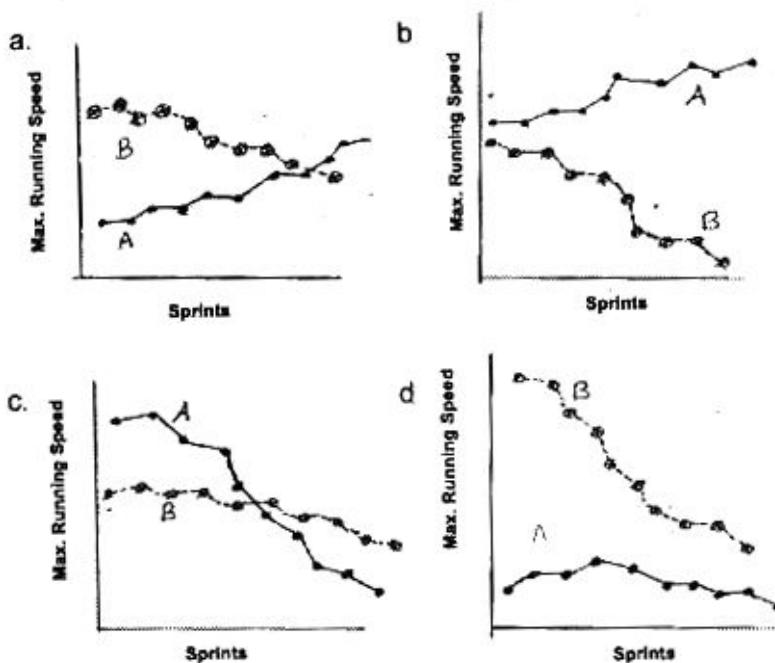 a.
Max. Running Speed
B
A
Sprints
b
Max. Running Speed
A
B
Sprints
c.
Max. Running Speed
A
B
Sprints
d
Max. Running Speed
B
A
Sprints